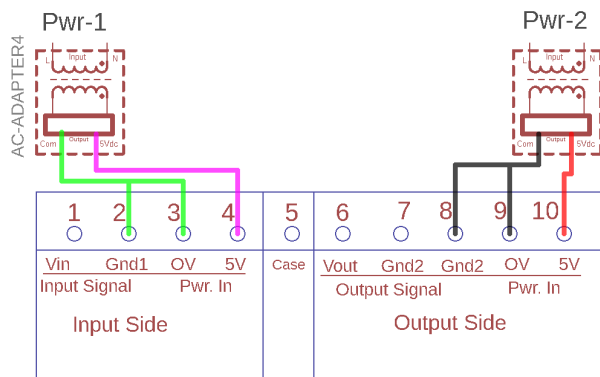 Pwr-1
Pwr-2
AC-ADAPTER4
L Input N
Com Output 5Vdc
L Input N
Com Output 5Vdc
1 2 3 4 5 6 7 8 9 10
Vin Gnd1 OV 5V Case Vout Gnd2 Gnd2 OV 5V
Input Signal Pwr. In Output Signal Pwr. In
Input Side Output Side